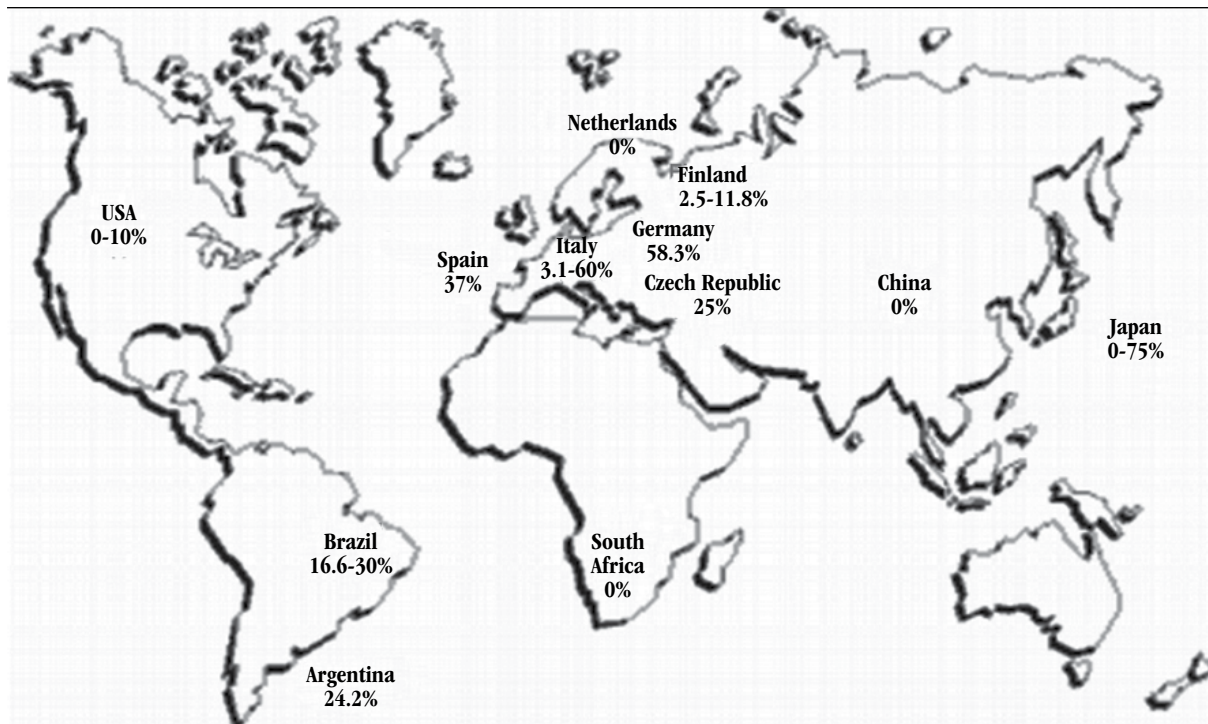 Netherlands
0%
Finland
2.5-11.8%
USA
0-10%
Germany
58.3%
Italy
3.1-60%
Spain
37%
Czech Republic
25%
China
0%
Japan
0-75%
Brazil
16.6-30%
South
Africa
0%
Argentina
24.2%